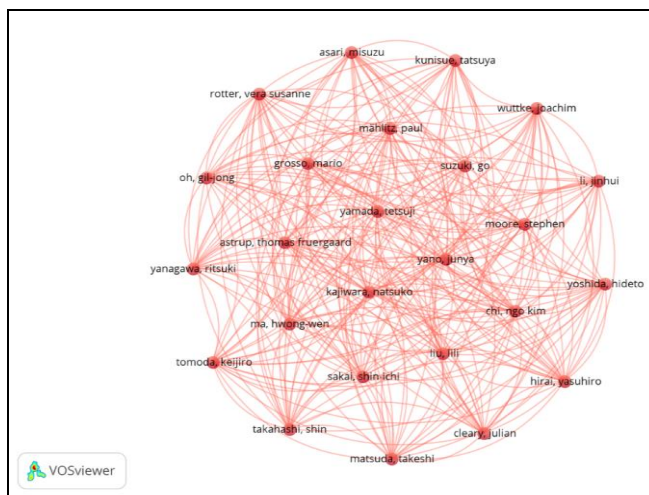 asari, misuzu
kunisue, tatsuya
rotter, vera susanne
wuttke, joachim
mählitz, paul
grosso, mario
suzuki, go
oh, gil-jong
li, jinhui
yamada, tetsuji
moore, stephen
astrup, thomas fruergaard
yano, junya
yanagawa, ritsuki
yoshida, hideto
kajiwara, natsuko
chi, ngo kim
ma, hwong-wen
liu, lili
tomoda, keijiro
sakai, shin-ichi
hirai, yasuhiro
takahashi, shin
cleary, julian
matsuda, takeshi
VOSviewer